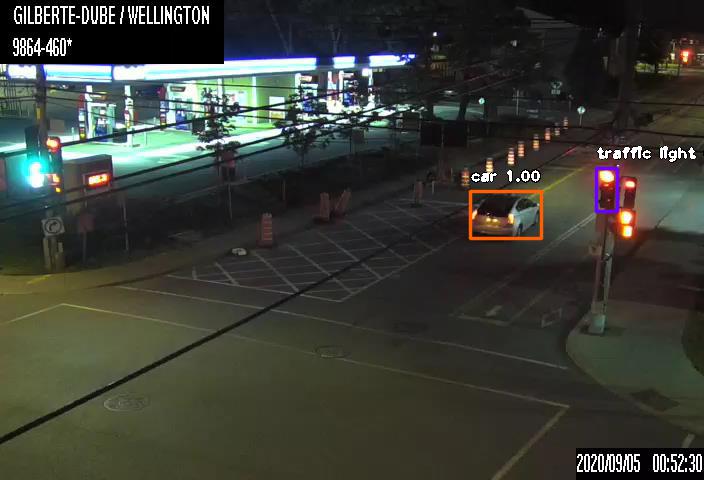 GILBERTE-DUBE / WELLINGTON
9864-460*
traffic light
car 1.00
2020/09/05 00:52:30